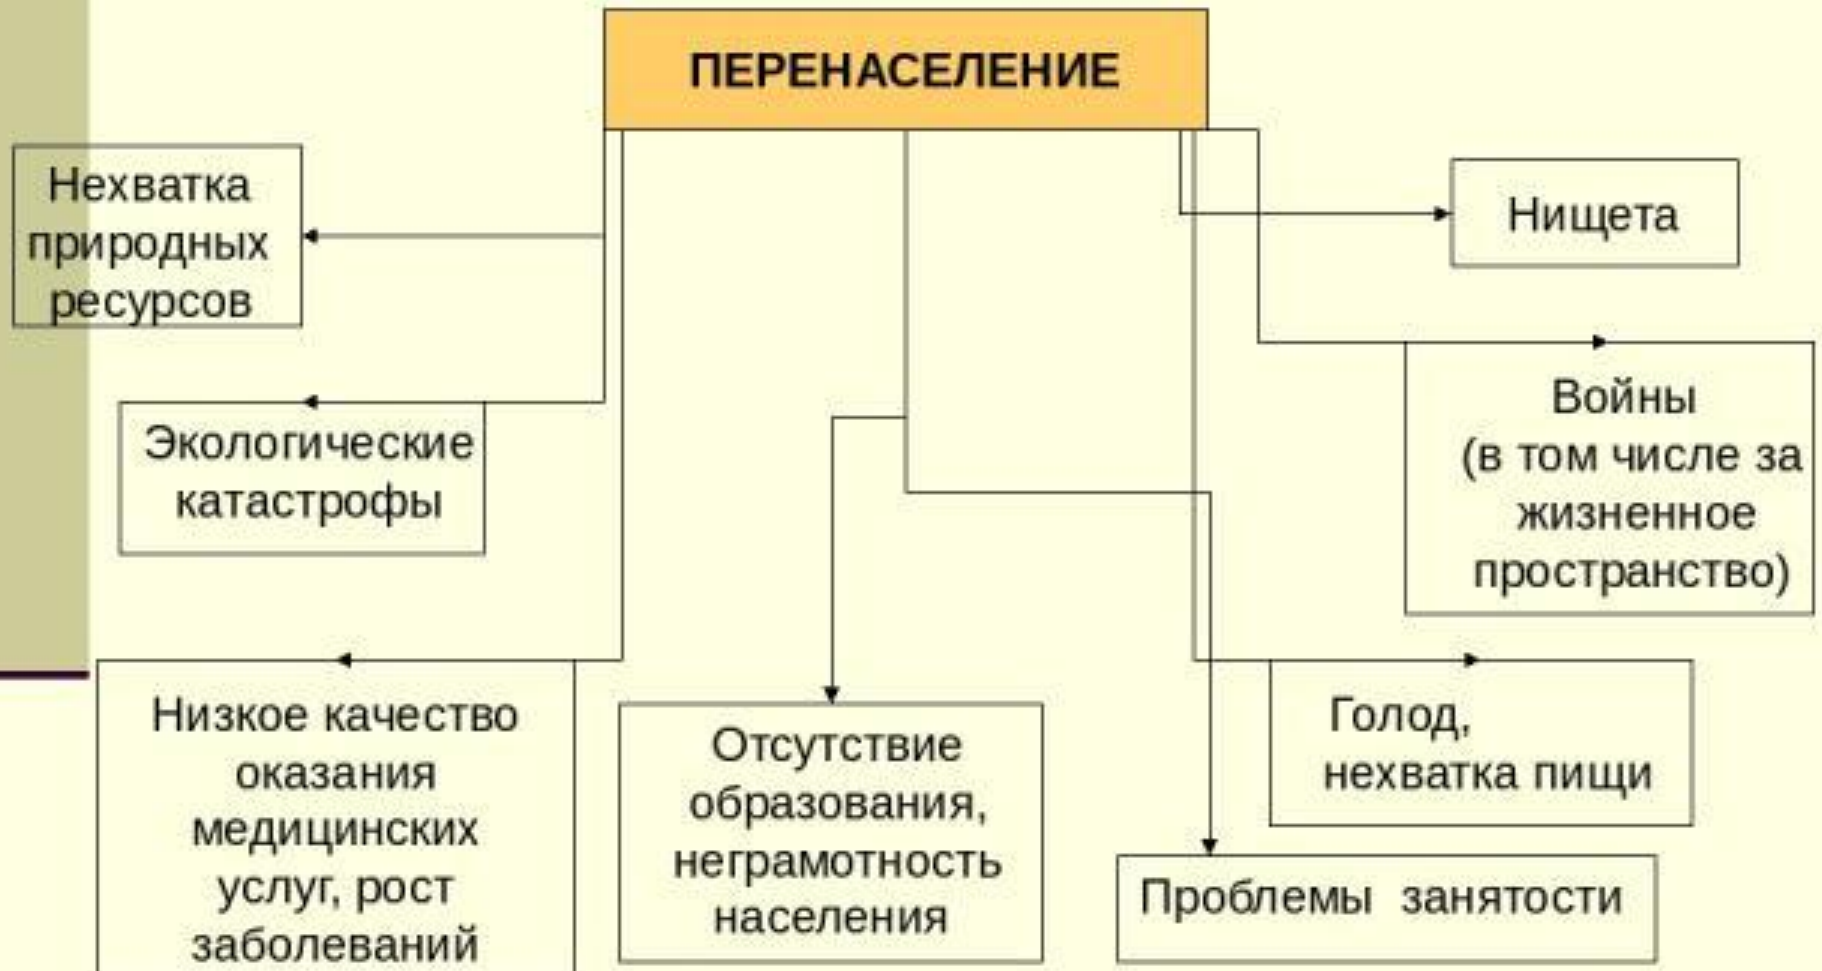 ПЕРЕНАСЕЛЕНИЕ
Нехватка
природных
ресурсов
Нищета
Экологические
катастрофы
Войны
(в том числе за
жизненное
пространство)
Низкое качество
оказания
медицинских
услуг, рост
заболеваний
Отсутствие
образования,
неграмотность
населения
Голод,
нехватка пищи
Проблемы занятости